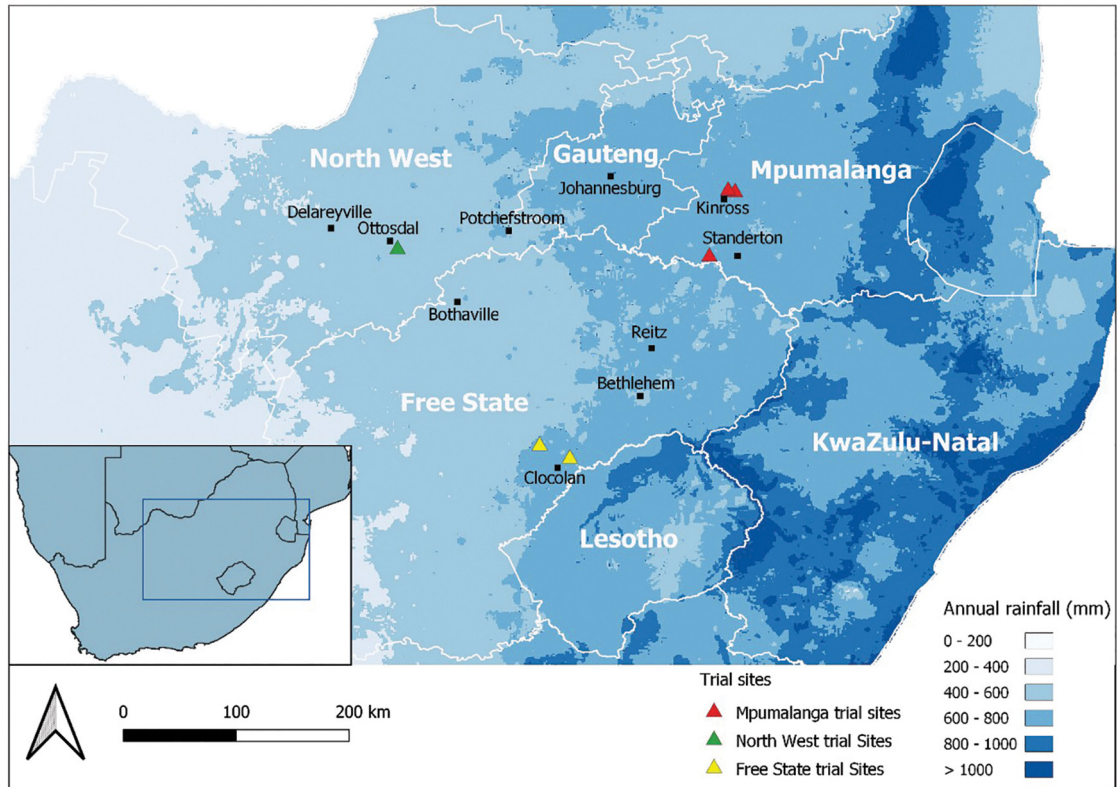 North West
Gauteng
Mpumalanga
Johannesburg
Kinross
Delareyville
Ottosdal
Potchefstroom
Standerton
Bothaville
Reitz
Bethlehem
Free State
KwaZulu-Natal
Clocolan
Lesotho
Annual rainfall (mm)
0 - 200
200 - 400
400 - 600
600 - 800
800 - 1000
> 1000
Trial sites
Mpumalanga trial sites
North West trial Sites
Free State trial Sites
0 100 200 km